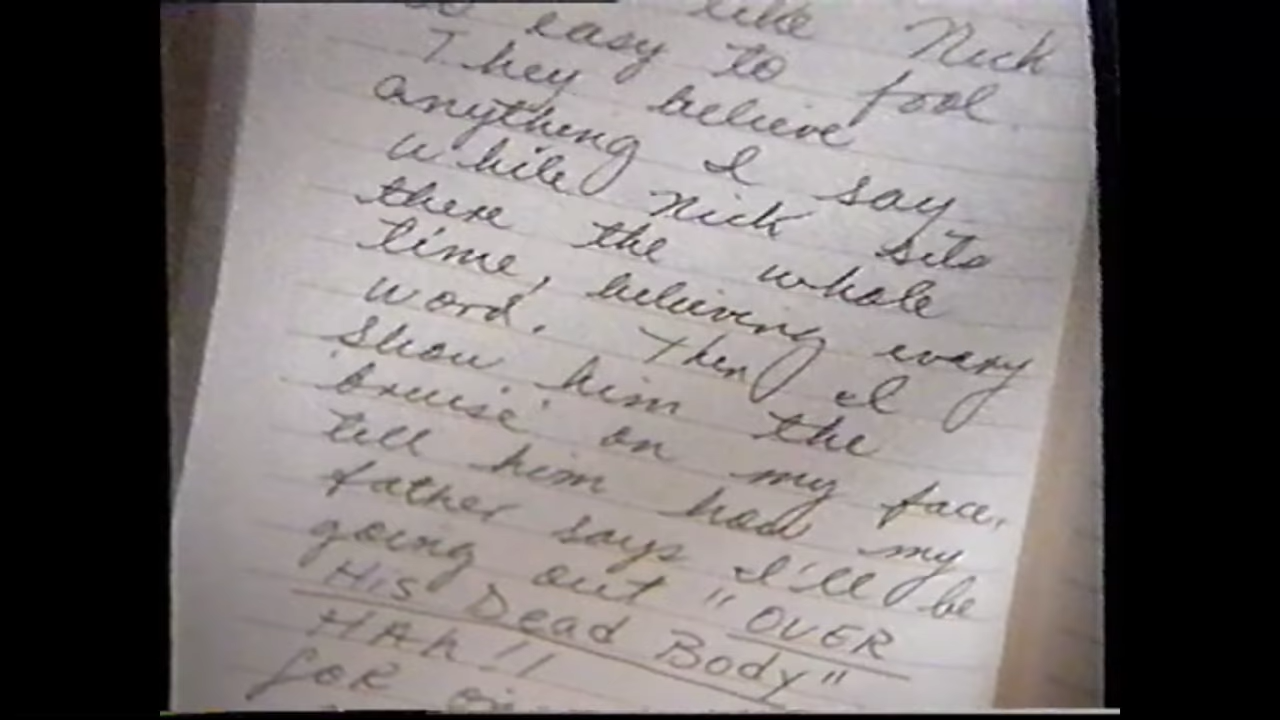 like Nick
so easy to fool.
They believe
anything I say
while Nick sits
there the whole
time, believing every
word. Then I
show him the
'bruise' on my face,
tell him how my
father says I'll be
going out "OVER
His Dead Body"
HAh!!
for